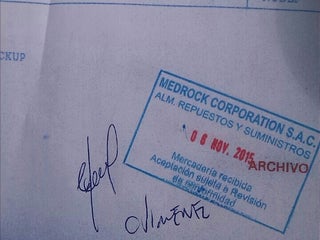 CKUP
MEDROCK CORPORATION S.A.C.
ALM. REPUESTOS Y SUMINISTROS
06 NOV. 2015
ARCHIVO
Mercadería recibida
Aceptación sujeta a Revisión
de conformidad